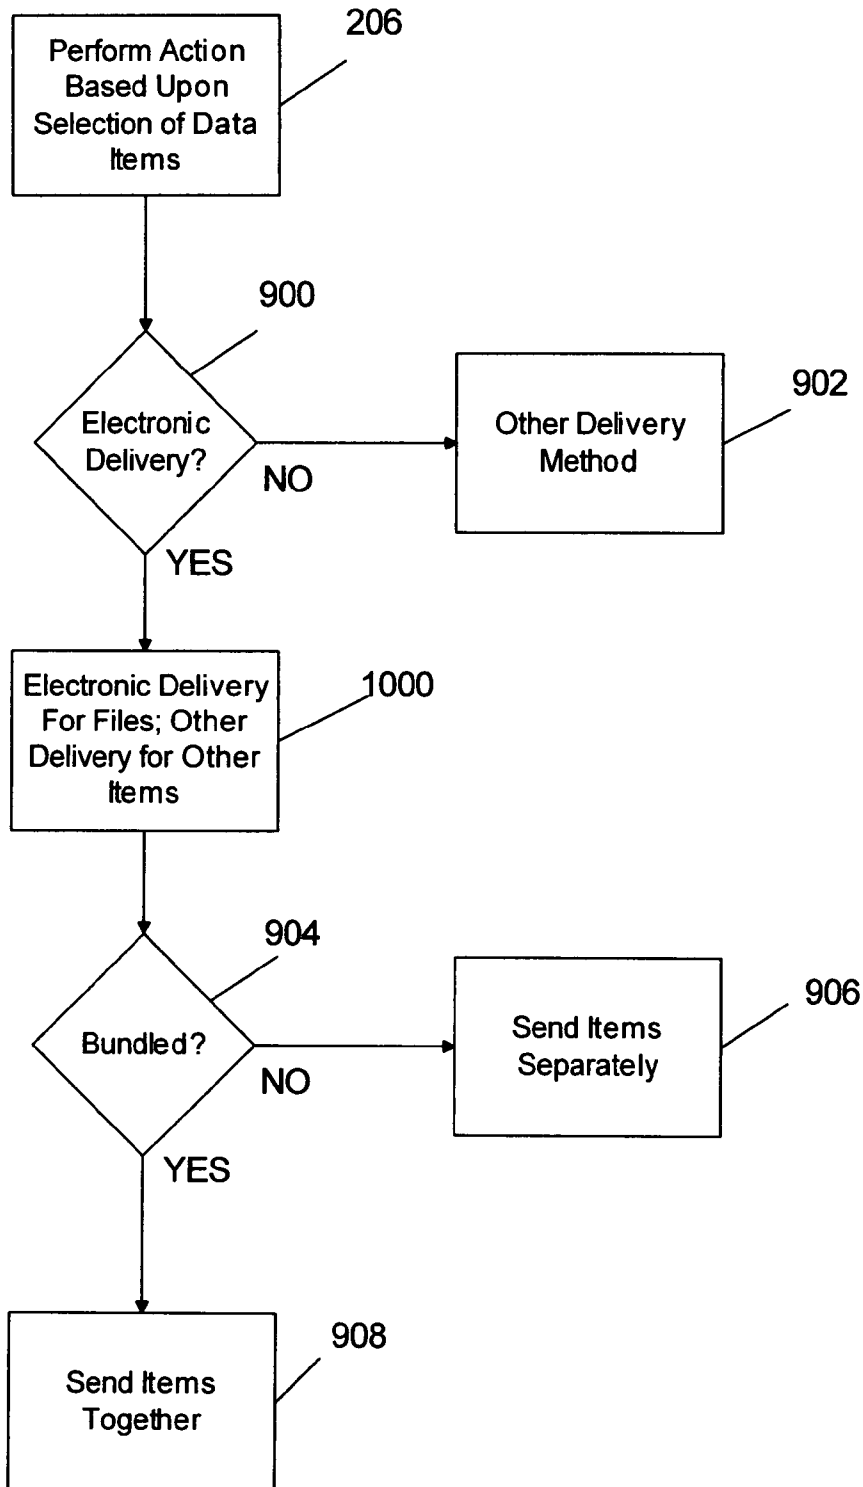 Perform Action
Based Upon
Selection of Data
Items
206
900
Electronic
Delivery?
NO
Other Delivery
Method
902
YES
Electronic Delivery
For Files; Other
Delivery for Other
Items
1000
904
Bundled?
NO
Send Items
Separately
906
YES
Send Items
Together
908